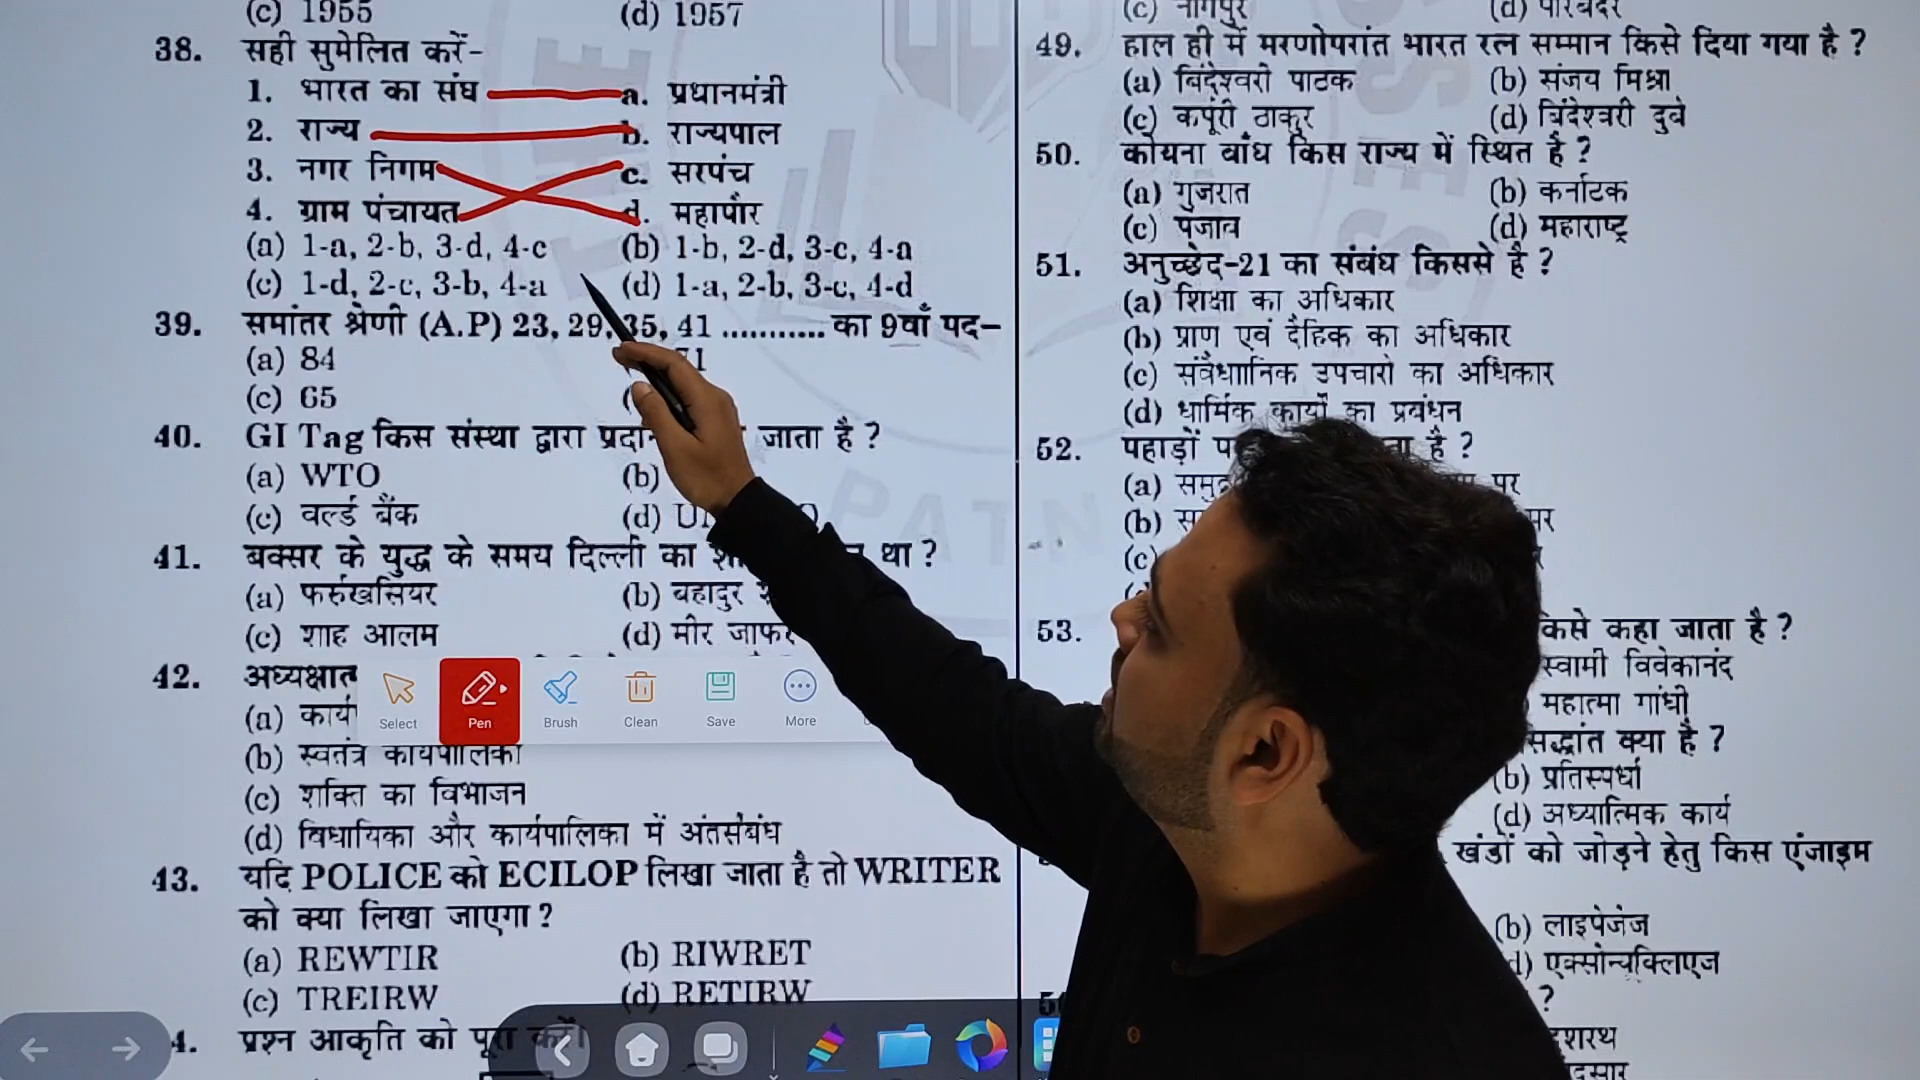 (c) 1955 (d) 1957
38. सही सुमेलित करें-
1. भारत का संघ a. प्रधानमंत्री
2. राज्य b. राज्यपाल
3. नगर निगम c. सरपंच
4. ग्राम पंचायत d. महापौर
(a) 1-a, 2-b, 3-d, 4-c (b) 1-b, 2-d, 3-c, 4-a
(c) 1-d, 2-c, 3-b, 4-a (d) 1-a, 2-b, 3-c, 4-d
39. समांतर श्रेणी (A.P) 23, 29, 35, 41 ........... का 9वाँ पद–
(a) 84
(c) 65
40. GI Tag किस संस्था द्वारा जाता है ?
(a) WTO (b)
(c) वर्ल्ड बैंक (d)
41. बक्सर के युद्ध के समय दिल्ली का था ?
(a) फर्रुखसियर (b) बहादुर
(c) शाह आलम (d) मीर जाफर
42.
(a)
(b) स्वतंत्र कार्यपालिका
(c) शक्ति का विभाजन
(d) विधायिका और कार्यपालिका में अंतर्संबंध
43. यदि POLICE को ECILOP लिखा जाता है तो WRITER
को क्या लिखा जाएगा ?
(a) REWTIR (b) RIWRET
(c) TREIRW (d) RETIRW
4. प्रश्न आकृति को पूरा करें।
Select Pen Brush Clean Save More
(c) नागपुर (d) पोरबंदर
49. हाल ही में मरणोपरांत भारत रत्न सम्मान किसे दिया गया है ?
(a) बिंदेश्वरी पाठक (b) संजय मिश्रा
(c) कर्पूरी ठाकुर (d) बिंदेश्वरी दुबे
50. कोयना बाँध किस राज्य में स्थित है ?
(a) गुजरात (b) कर्नाटक
(c) पंजाब (d) महाराष्ट्र
51. अनुच्छेद-21 का संबंध किससे है ?
(a) शिक्षा का अधिकार
(b) प्राण एवं दैहिक का अधिकार
(c) संवैधाानिक उपचारों का अधिकार
(d) धार्मिक कार्यों का प्रबंधन
52. पहाड़ों है ?
(a) पर
(b)
(c)
53. किसे कहा जाता है ?
स्वामी विवेकानंद
महात्मा गांधी
क्या है ?
(b) प्रतिस्पर्धा
(d) अध्यात्मिक कार्य
खंडों को जोड़ने हेतु किस एंजाइम
(b) लाइपेजेज
एक्सोन्यूक्लिएज
?
PATN